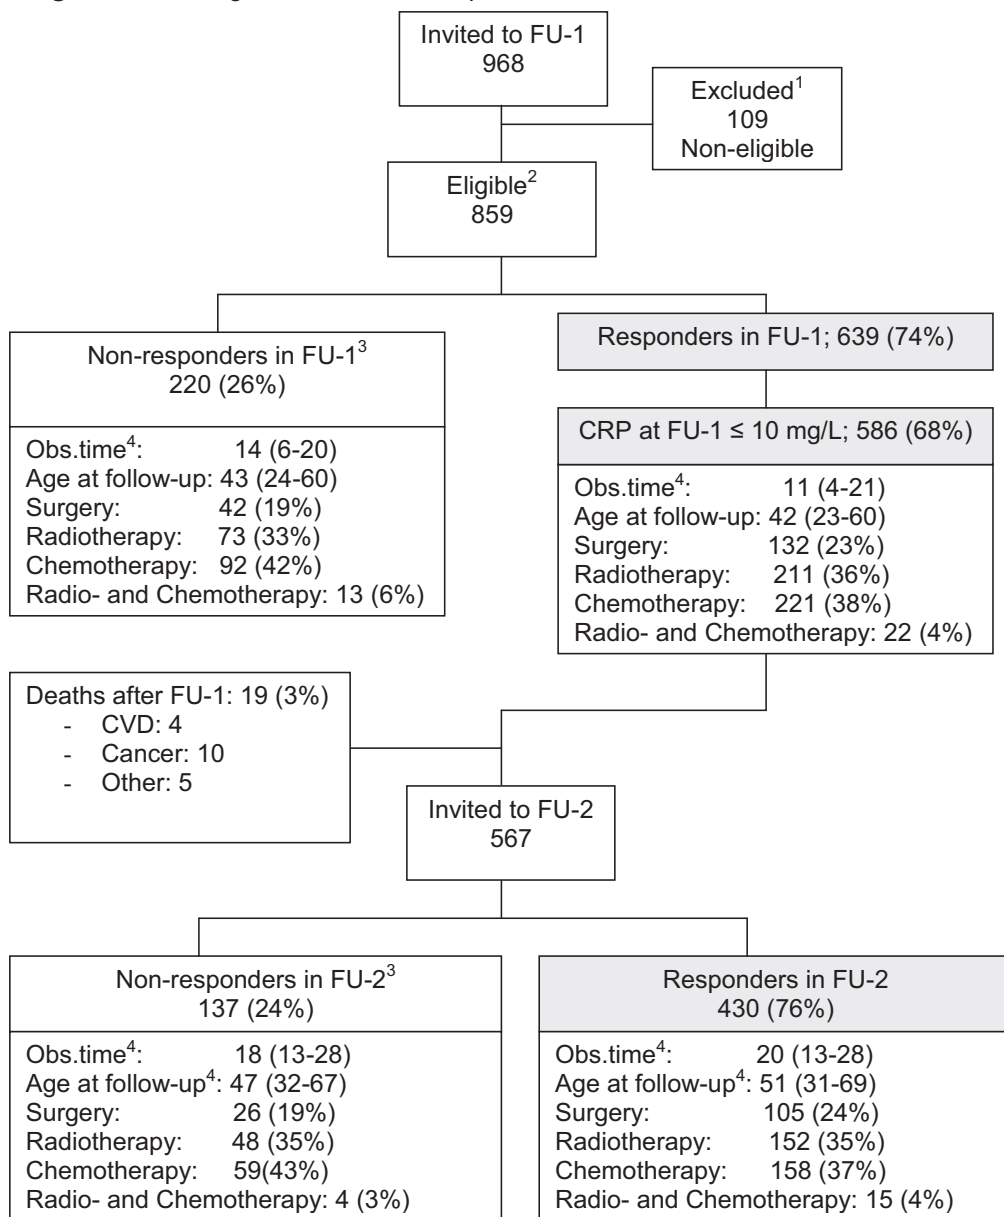 Invited to FU-1
968
Excluded1
109
Non-eligible
Eligible2
859
Non-responders in FU-13
220 (26%)
Obs.time4: 14 (6-20)
Age at follow-up: 43 (24-60)
Surgery: 42 (19%)
Radiotherapy: 73 (33%)
Chemotherapy: 92 (42%)
Radio- and Chemotherapy: 13 (6%)
Responders in FU-1; 639 (74%)
CRP at FU-1 ≤ 10 mg/L; 586 (68%)
Obs.time4: 11 (4-21)
Age at follow-up: 42 (23-60)
Surgery: 132 (23%)
Radiotherapy: 211 (36%)
Chemotherapy: 221 (38%)
Radio- and Chemotherapy: 22 (4%)
Deaths after FU-1: 19 (3%)
- CVD: 4
- Cancer: 10
- Other: 5
Invited to FU-2
567
Non-responders in FU-23
137 (24%)
Obs.time4: 18 (13-28)
Age at follow-up4: 47 (32-67)
Surgery: 26 (19%)
Radiotherapy: 48 (35%)
Chemotherapy: 59(43%)
Radio- and Chemotherapy: 4 (3%)
Responders in FU-2
430 (76%)
Obs.time4: 20 (13-28)
Age at follow-up4: 51 (31-69)
Surgery: 105 (24%)
Radiotherapy: 152 (35%)
Chemotherapy: 158 (37%)
Radio- and Chemotherapy: 15 (4%)